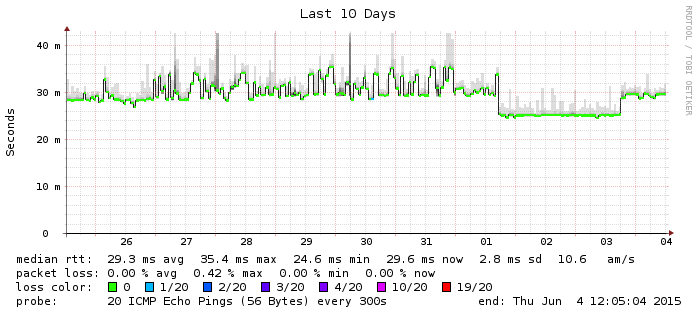 Last 10 Days
RRDTOOL / TOBI OETIKER
Seconds
40 m
30 m
20 m
10 m
0
26 27 28 29 30 31 01 02 03 04
median rtt: 29.3 ms avg 35.4 ms max 24.6 ms min 29.6 ms now 2.8 ms sd 10.6 am/s
packet loss: 0.00 % avg 0.42 % max 0.00 % min 0.00 % now
loss color: 0 1/20 2/20 3/20 4/20 10/20 19/20
probe: 20 ICMP Echo Pings (56 Bytes) every 300s end: Thu Jun 4 12:05:04 2015